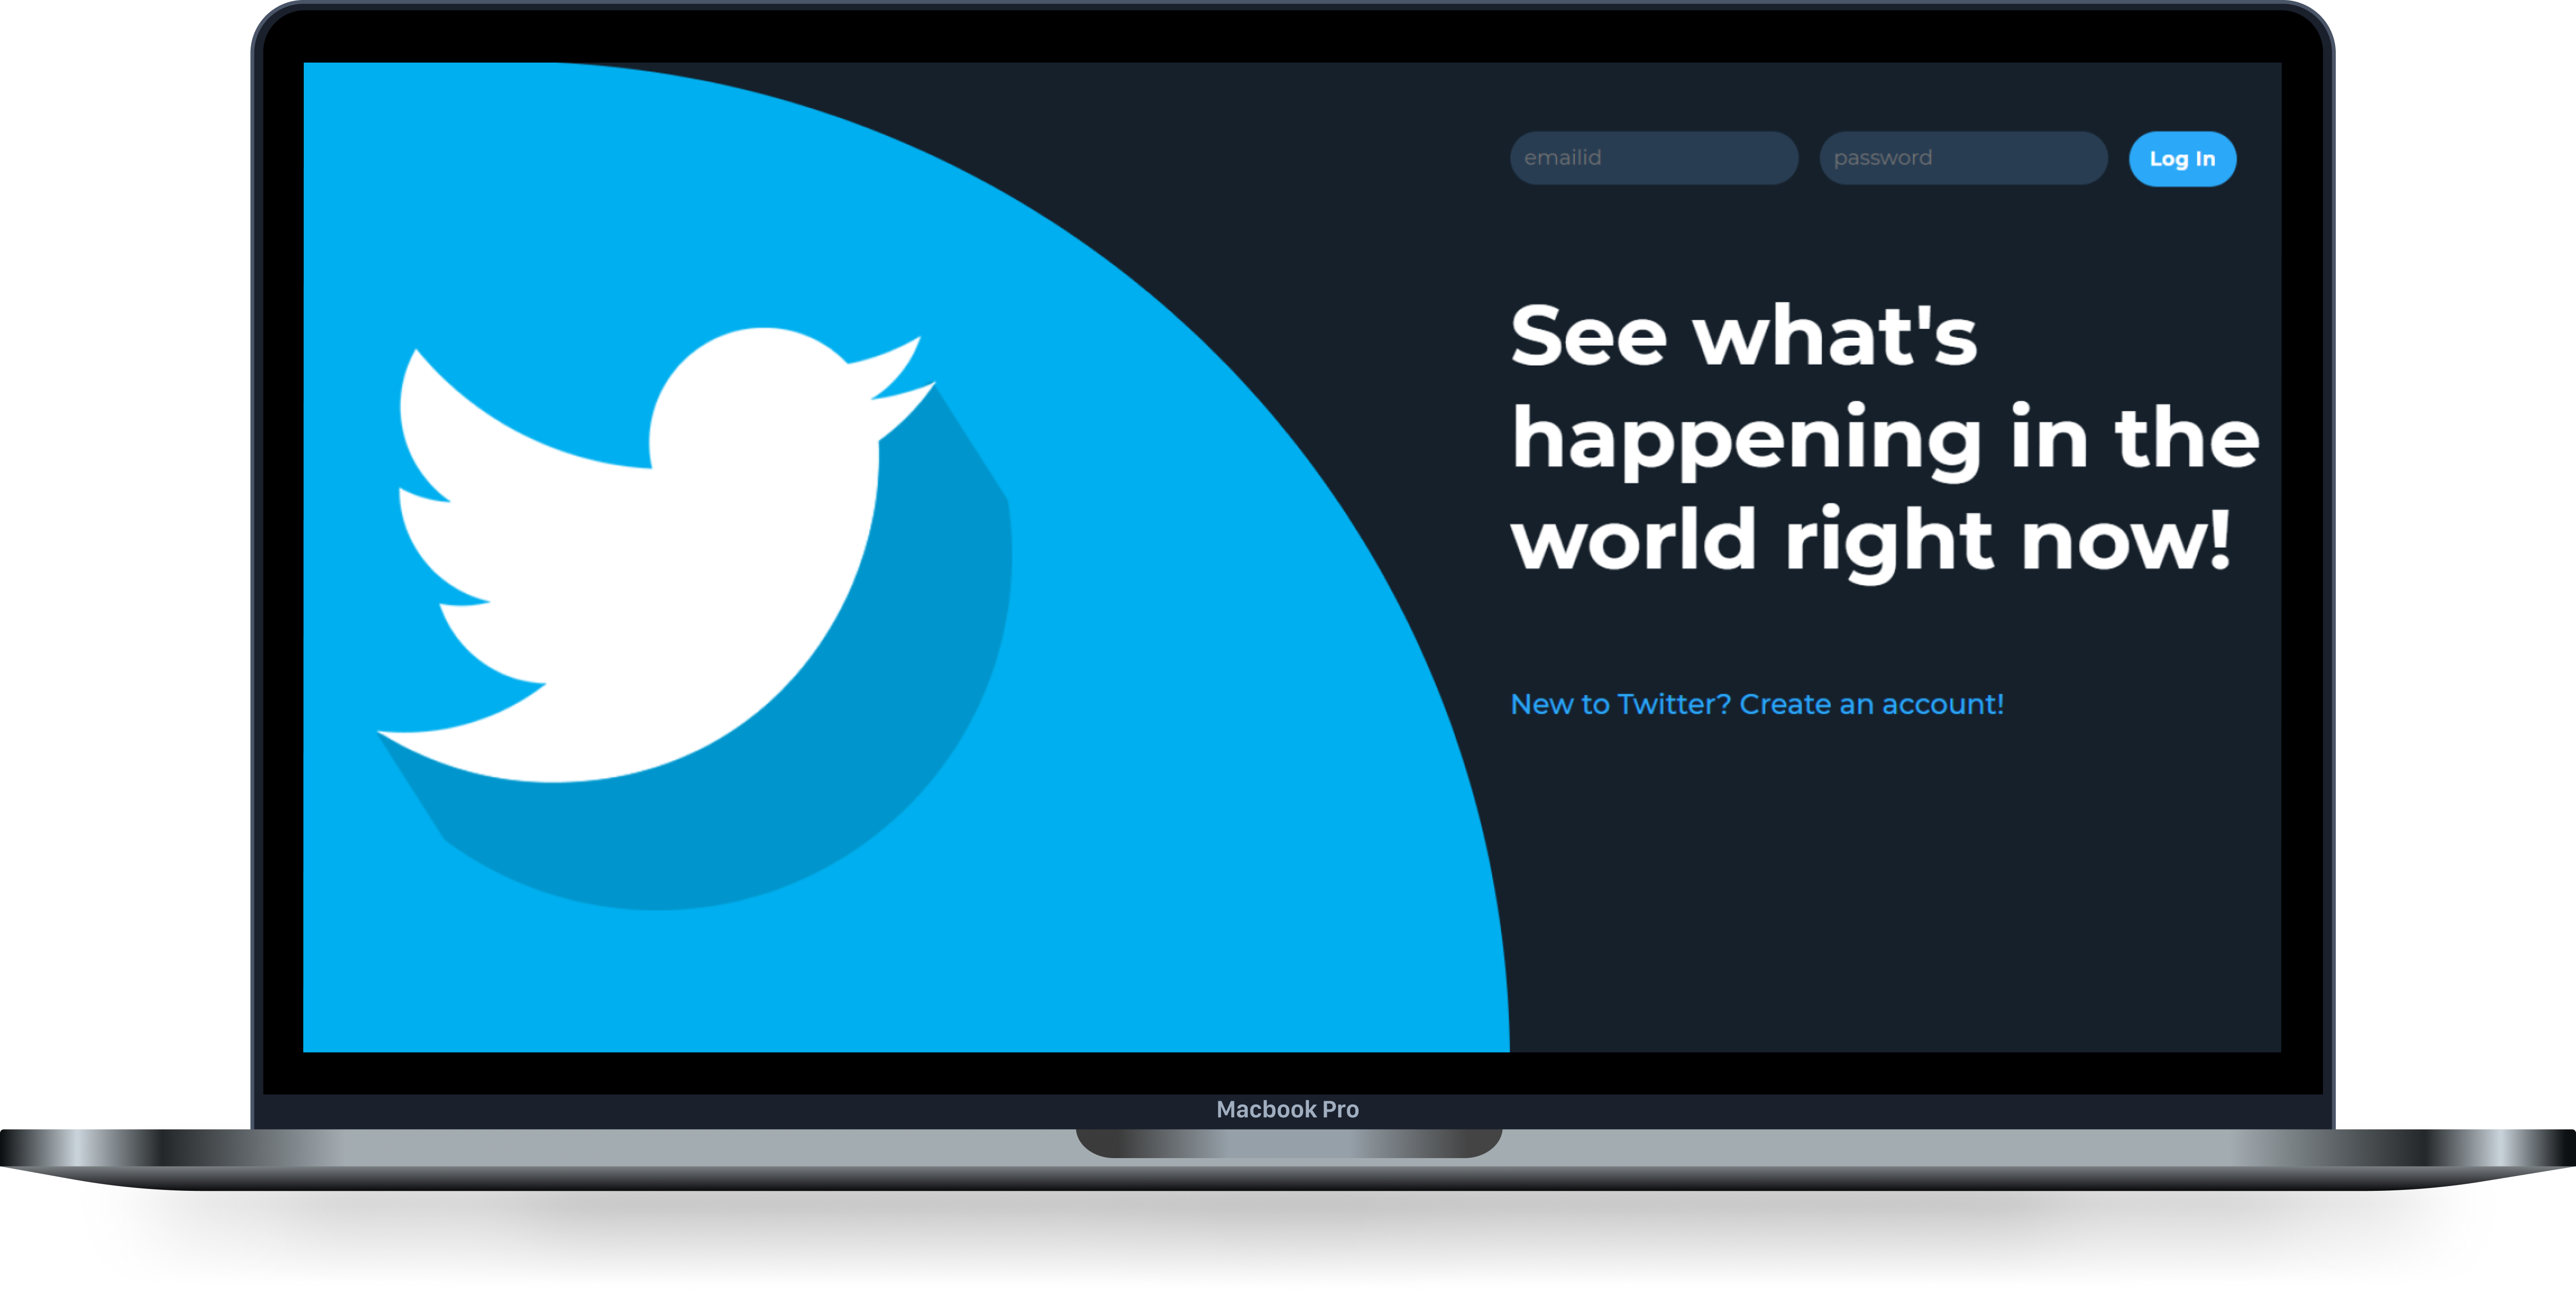 emailid password Log In
See what's
happening in the
world right now!
New to Twitter? Create an account!
Macbook Pro